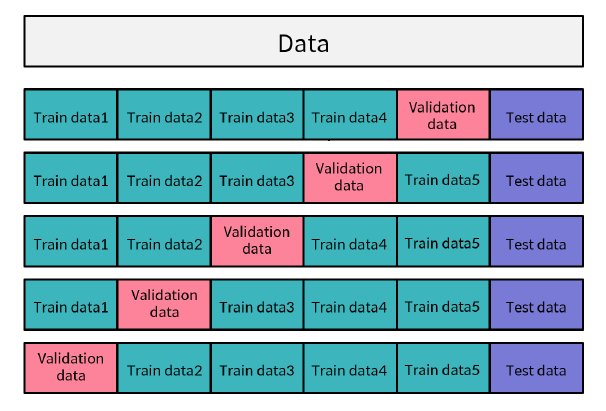 Data
Train data1 Train data2 Train data3 Train data4 Validation data Test data
Train data1 Train data2 Train data3 Validation data Train data5 Test data
Train data1 Train data2 Validation data Train data4 Train data5 Test data
Train data1 Validation data Train data3 Train data4 Train data5 Test data
Validation data Train data2 Train data3 Train data4 Train data5 Test data